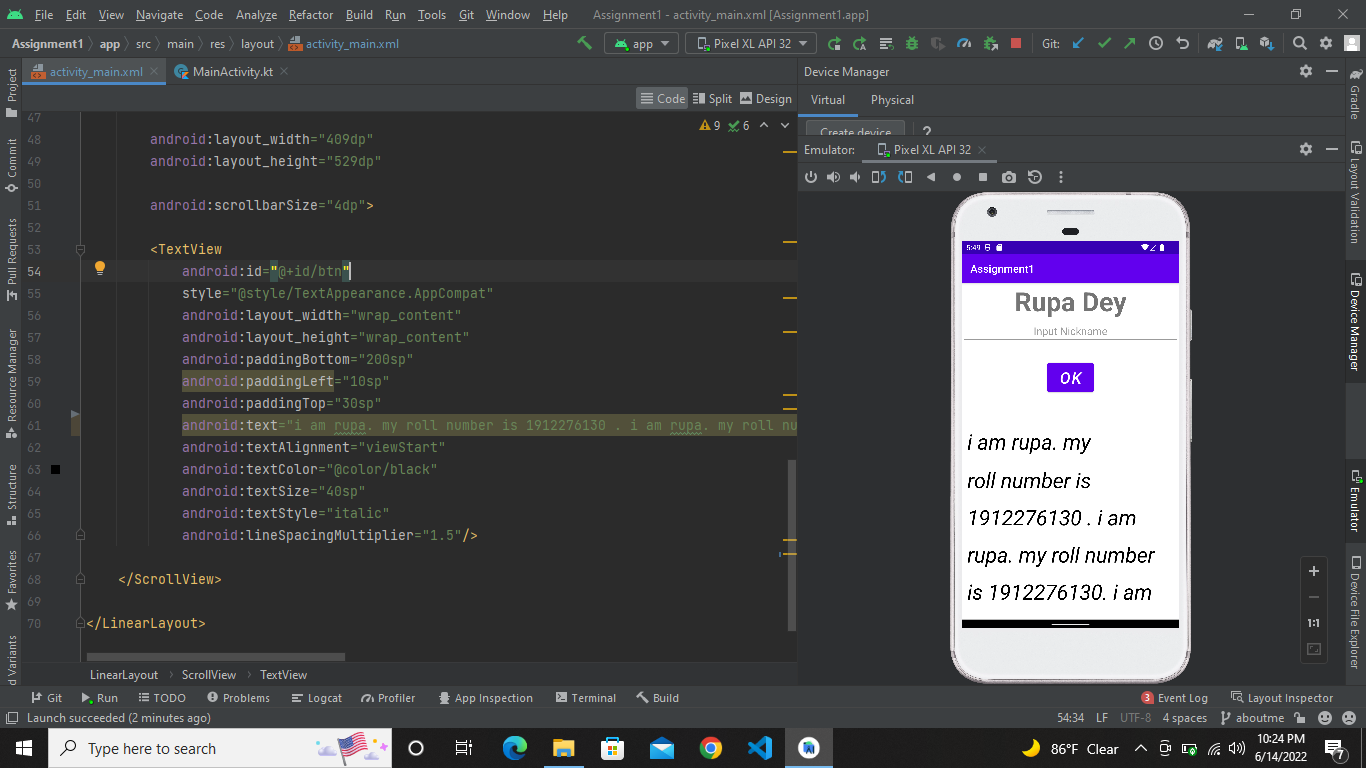 File Edit View Navigate Code Analyze Refactor Build Run Tools Git Window Help Assignment1 - activity_main.xml [Assignment1.app]
Assignment1 app src main res layout activity_main.xml app Pixel XL API 32 Git:
activity_main.xml MainActivity.kt Device Manager
Code Split Design Virtual Physical
9 6 Create device ?
Emulator: Pixel XL API 32
47
48 android:layout_width="409dp"
49 android:layout_height="529dp"
50
51 android:scrollbarSize="4dp">
52
53 <TextView
54 android:id="@+id/btn"
55 style="@style/TextAppearance.AppCompat"
56 android:layout_width="wrap_content"
57 android:layout_height="wrap_content"
58 android:paddingBottom="200sp"
59 android:paddingLeft="10sp"
60 android:paddingTop="30sp"
61 android:text="i am rupa. my roll number is 1912276130 . i am rupa. my roll nu
62 android:textAlignment="viewStart"
63 android:textColor="@color/black"
64 android:textSize="40sp"
65 android:textStyle="italic"
66 android:lineSpacingMultiplier="1.5"/>
67
68 </ScrollView>
69
70 </LinearLayout>
LinearLayout ScrollView TextView
5:49
Assignment1
Rupa Dey
Input Nickname
OK
i am rupa. my
roll number is
1912276130 . i am
rupa. my roll number
is 1912276130. i am
1:1
Project
Commit
Pull Requests
Resource Manager
Structure
Favorites
d Variants
Gradle
Layout Validation
Device Manager
Emulator
Device File Explorer
Git Run TODO Problems Logcat Profiler App Inspection Terminal Build 3 Event Log Layout Inspector
Launch succeeded (2 minutes ago) 54:34 LF UTF-8 4 spaces aboutme
Type here to search 86°F Clear 10:24 PM
6/14/2022
7